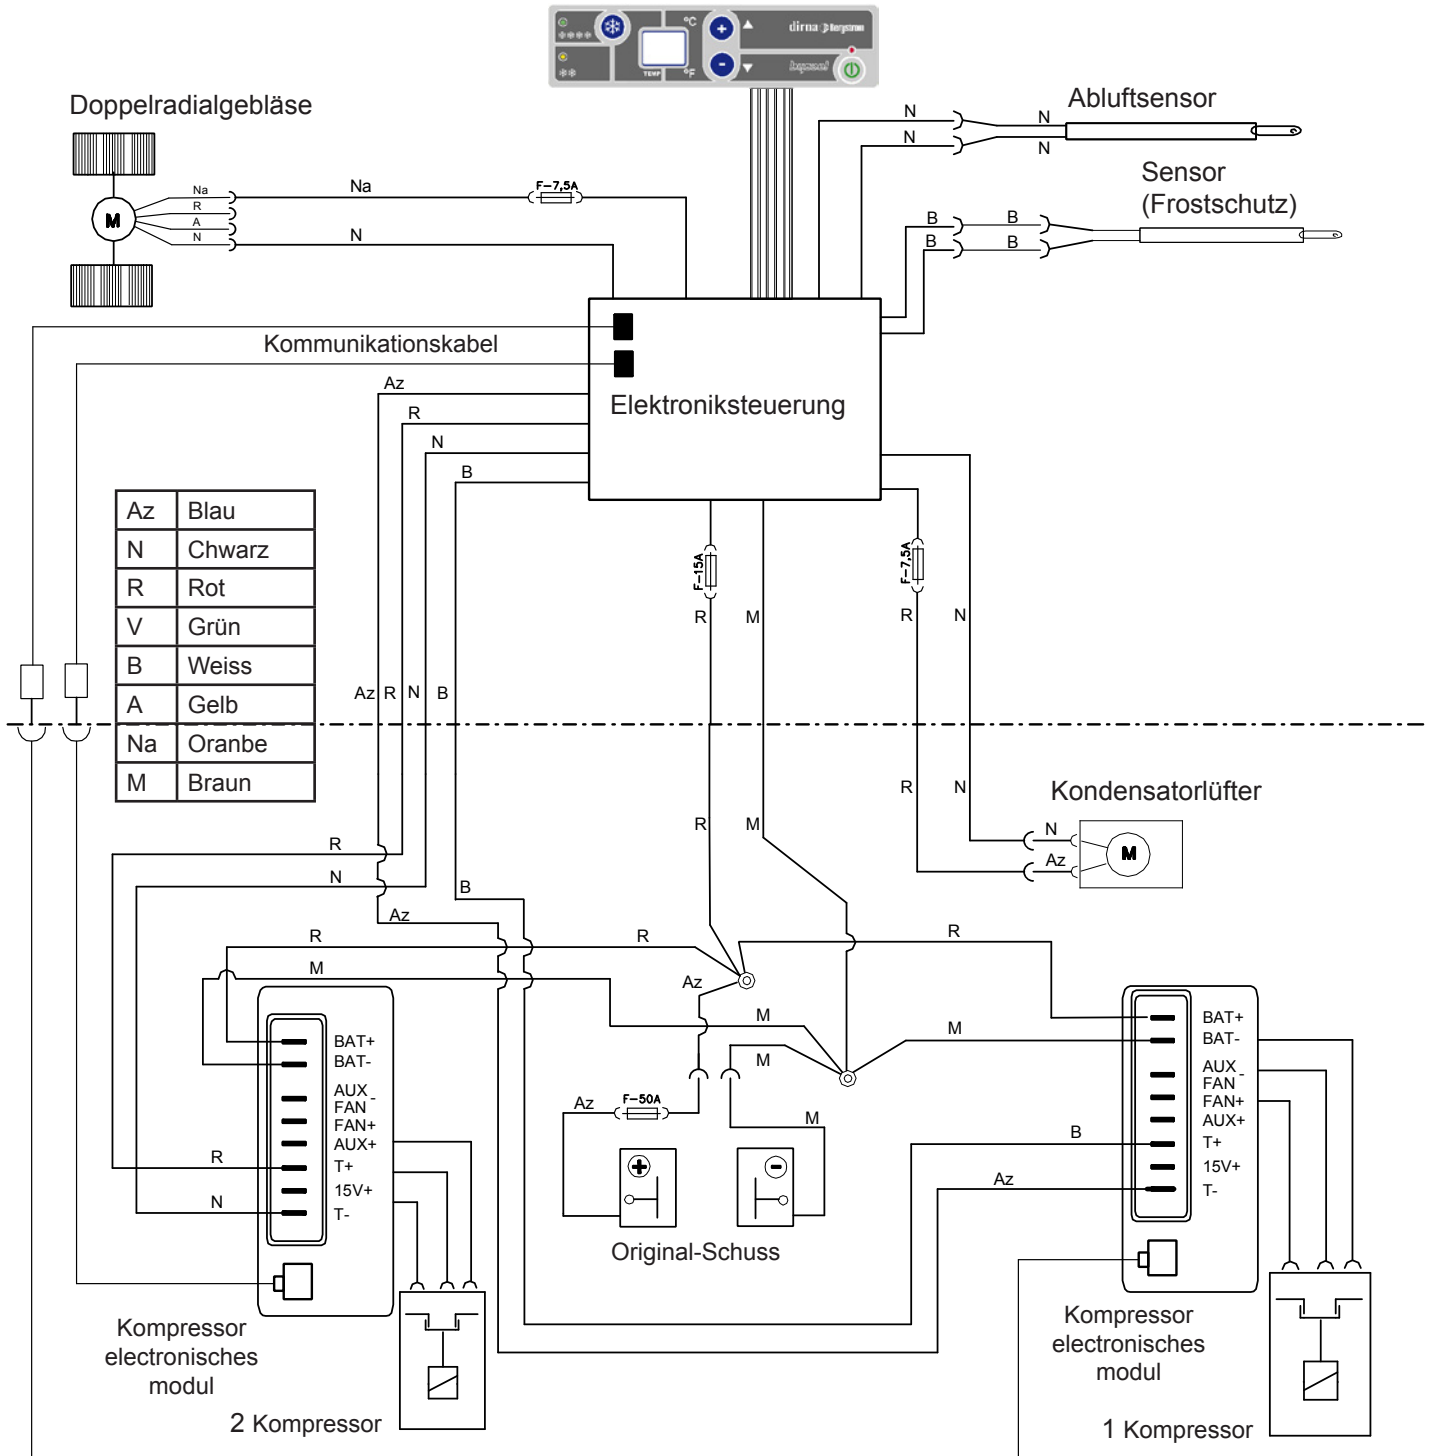 °C
°F
TEMP
dirna Bergstrom
bycool
Doppelradialgebläse
Abluftsensor
Sensor
(Frostschutz)
M
Na
R
A
N
Na
F-7,5A
N
N
N
N
N
B
B
B
B
Kommunikationskabel
Elektroniksteuerung
Az
R
N
B
Az Blau
N Chwarz
R Rot
V Grün
B Weiss
A Gelb
Na Oranbe
M Braun
F-15A
F-7,5A
R
M
R
N
Az
R
N
B
R
M
R
N
Kondensatorlüfter
N
Az
M
R
N
B
Az
R
R
R
M
Az
M
M
M
BAT+
BAT-
AUX
FAN -
FAN+
AUX+
T+
15V+
T-
R
N
Az
F-50A
M
Original-Schuss
B
Az
BAT+
BAT-
AUX
FAN -
FAN+
AUX+
T+
15V+
T-
Kompressor
electronisches
modul
2 Kompressor
Kompressor
electronisches
modul
1 Kompressor